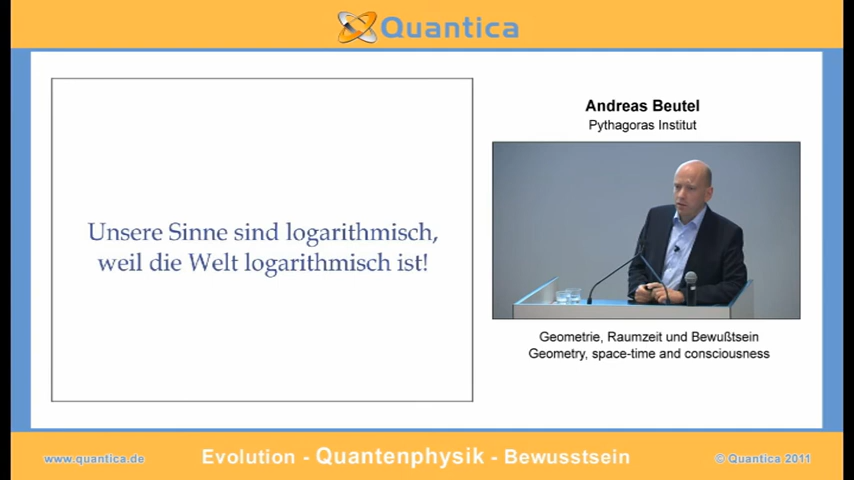 Quantica
Unsere Sinne sind logarithmisch,
weil die Welt logarithmisch ist!
Andreas Beutel
Pythagoras Institut
Geometrie, Raumzeit und Bewußtsein
Geometry, space-time and consciousness
www.quantica.de
Evolution - Quantenphysik - Bewusstsein
© Quantica 2011